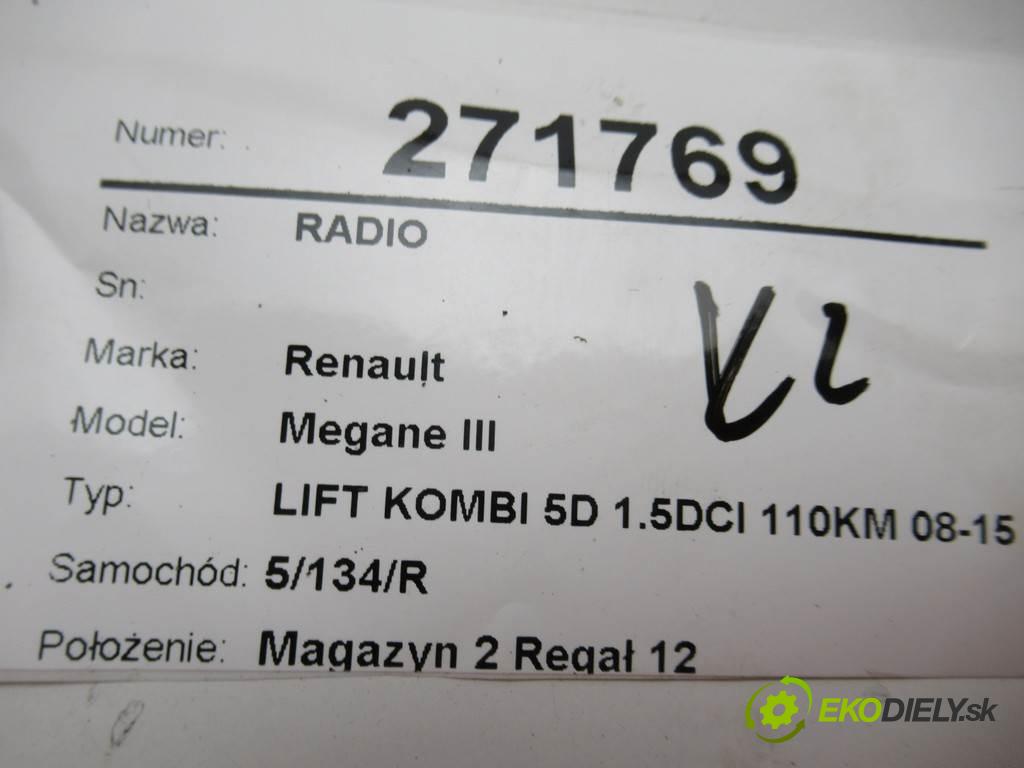 Numer: 271769
Nazwa: RADIO
Sn:
Marka: Renault
Model: Megane III
Typ: LIFT KOMBI 5D 1.5DCI 110KM 08-15
Samochód: 5/134/R
Położenie: Magazyn 2 Regał 12
EKODIELY.sk